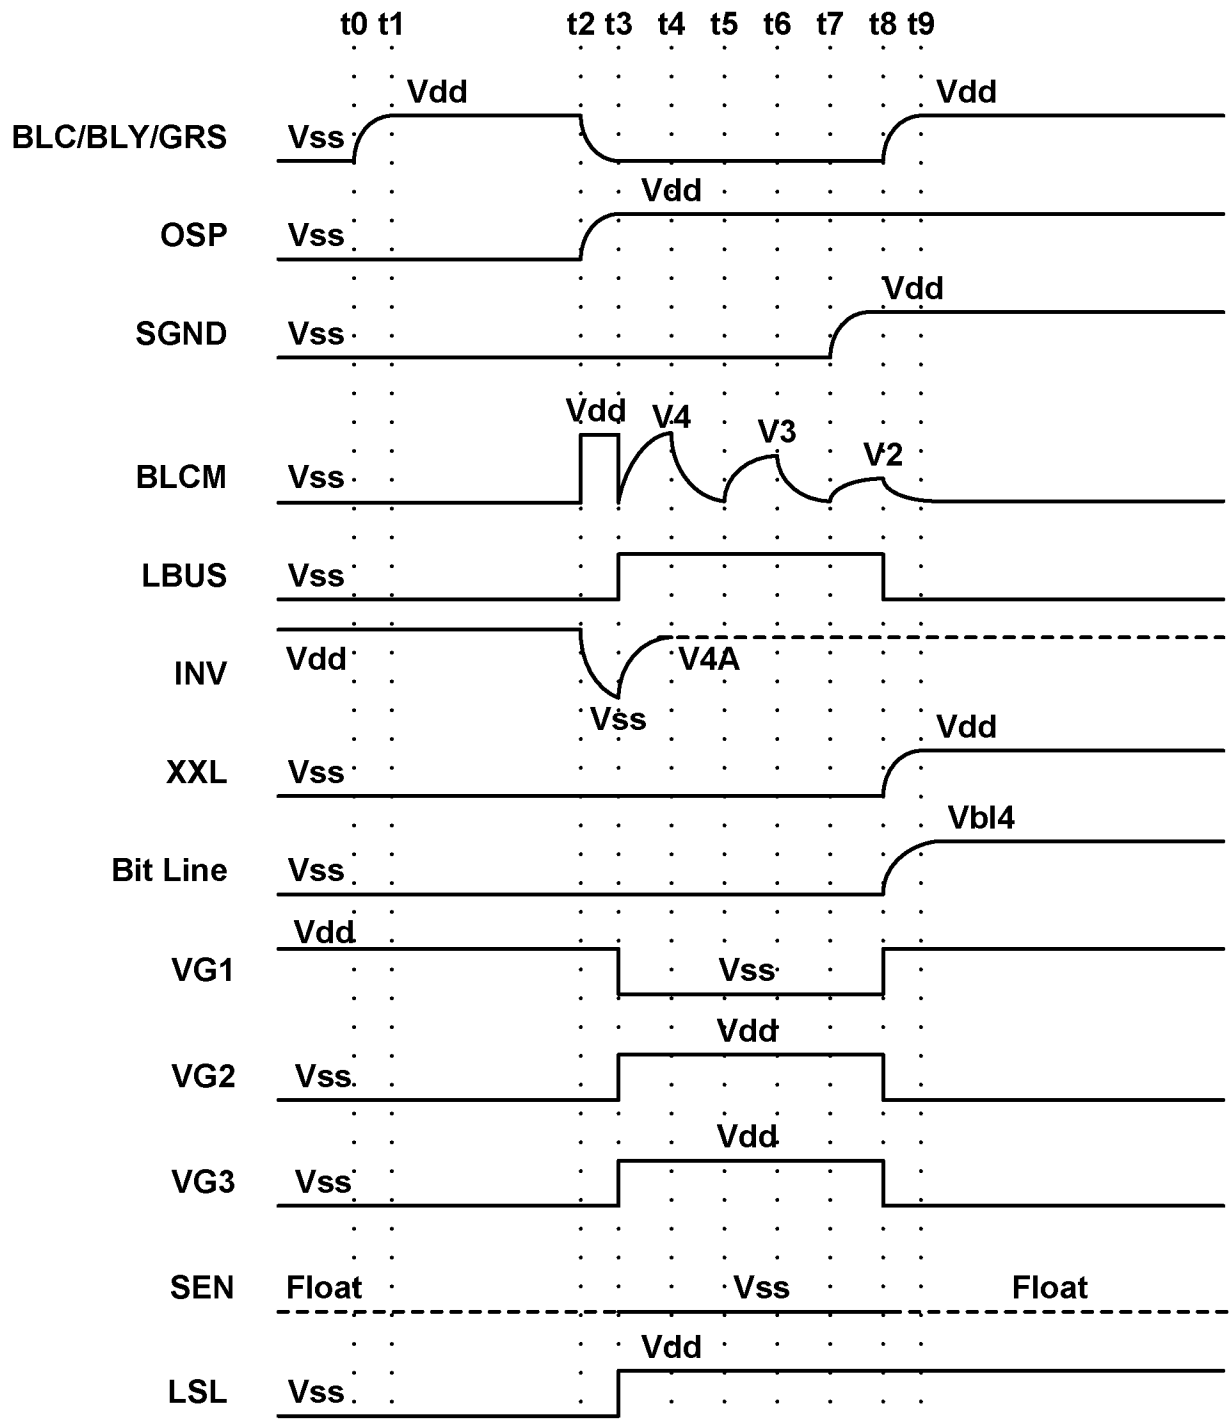 t0 t1 t2 t3 t4 t5 t6 t7 t8 t9
Vdd Vdd
BLC/BLY/GRS Vss
Vdd
OSP Vss
Vdd
SGND Vss
Vdd V4 V3 V2
BLCM Vss
LBUS Vss
INV Vdd V4A
Vss
Vdd
XXL Vss
Vbl4
Bit Line Vss
Vdd
VG1 Vss
Vdd
VG2 Vss
Vdd
VG3 Vss
SEN Float Vss Float
Vdd
LSL Vss